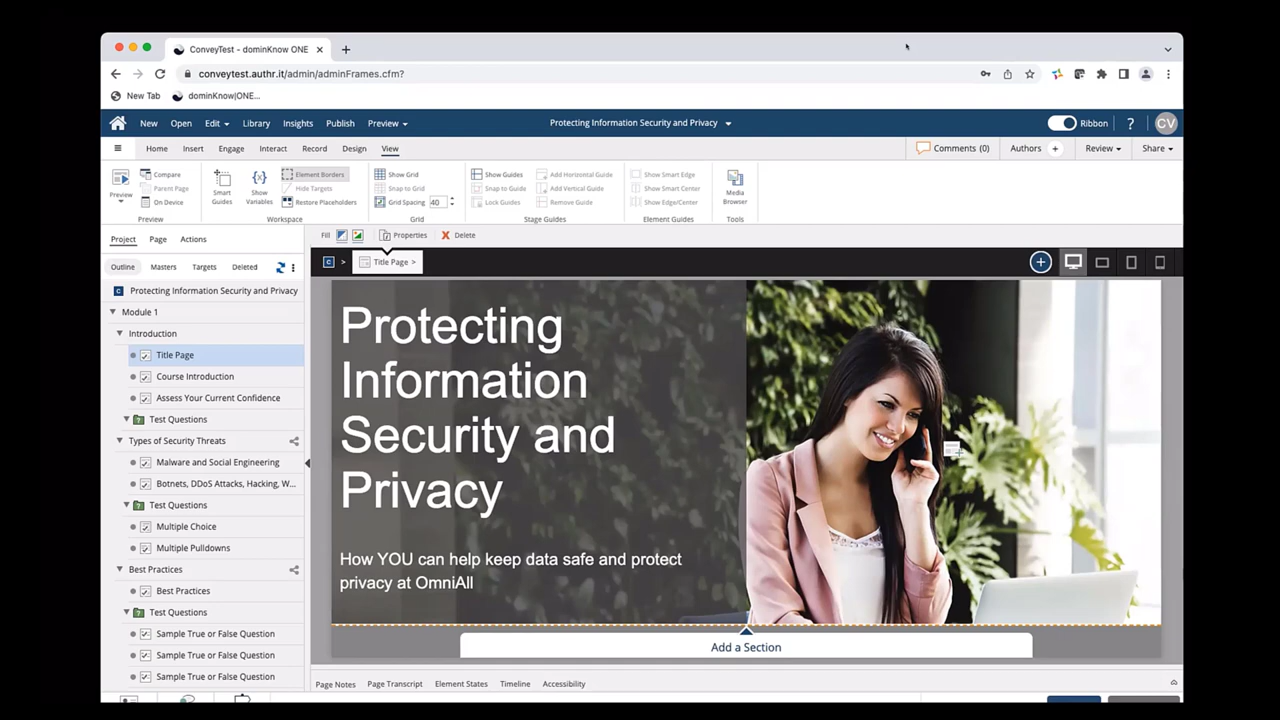 ConveyTest - dominKnow ONE
conveytest.authr.it/admin/adminFrames.cfm?
New Tab dominKnow|ONE...
New Open Edit Library Insights Publish Preview Protecting Information Security and Privacy Ribbon ? CV
Home Insert Engage Interact Record Design View Comments (0) Authors + Review Share
Compare Element Borders Show Grid Show Guides Add Horizontal Guide Show Smart Edge
Parent Page Hide Targets Snap to Grid Snap to Guide Add Vertical Guide Show Smart Center
Preview On Device Smart Guides Show Variables Restore Placeholders Grid Spacing 40 Lock Guides Remove Guide Show Edge/Center Media Browser
Preview Workspace Grid Stage Guides Element Guides Tools
Fill Properties Delete
Project Page Actions
C > Title Page >
Outline Masters Targets Deleted
C Protecting Information Security and Privacy
Module 1
Introduction
Title Page
Course Introduction
Assess Your Current Confidence
Test Questions
Types of Security Threats
Malware and Social Engineering
Botnets, DDoS Attacks, Hacking, W...
Test Questions
Multiple Choice
Multiple Pulldowns
Best Practices
Best Practices
Test Questions
Sample True or False Question
Sample True or False Question
Sample True or False Question
Protecting
Information
Security and
Privacy
How YOU can help keep data safe and protect
privacy at OmniAll
Add a Section
Page Notes Page Transcript Element States Timeline Accessibility